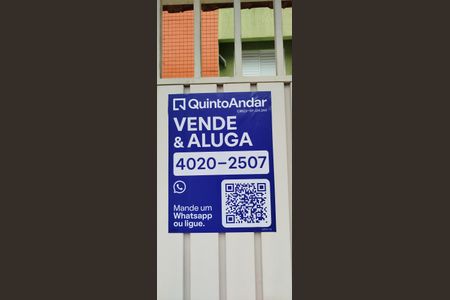 QuintoAndar
VENDE
& ALUGA
4020-2507
Mande um
Whatsapp
ou ligue.